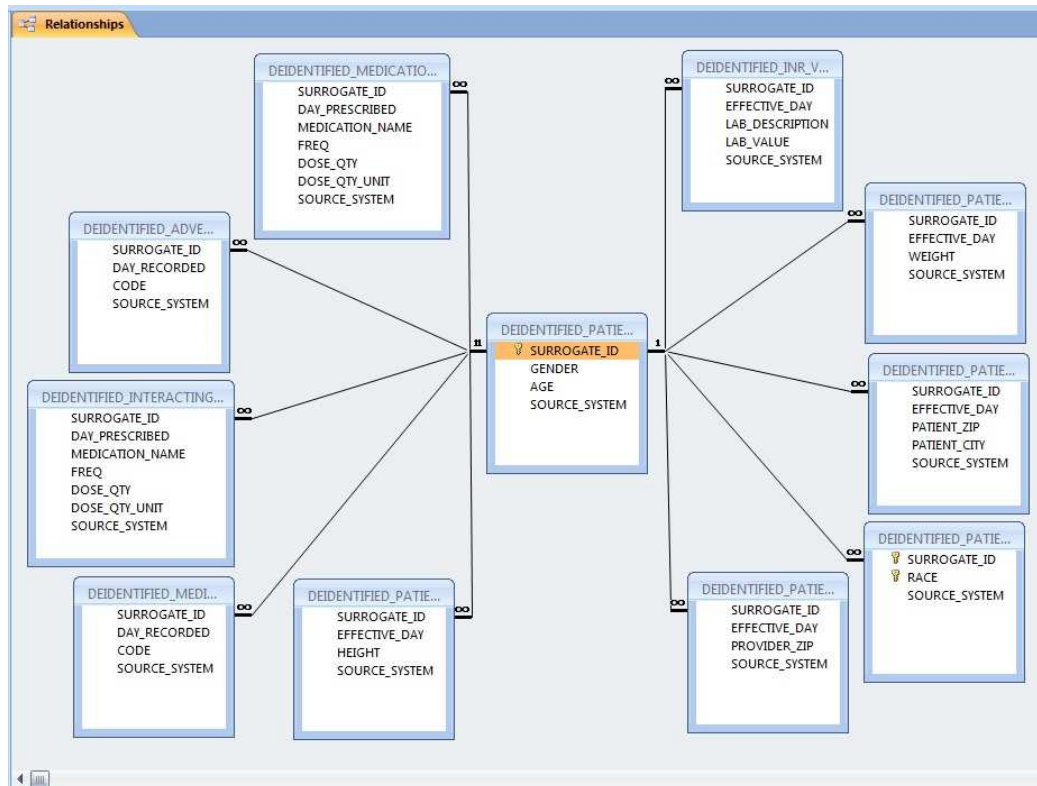 Relationships
DEIDENTIFIED_MEDICATIO...
SURROGATE_ID
DAY_PRESCRIBED
MEDICATION_NAME
FREQ
DOSE_QTY
DOSE_QTY_UNIT
SOURCE_SYSTEM
∞
DEIDENTIFIED_INR_V...
SURROGATE_ID
EFFECTIVE_DAY
LAB_DESCRIPTION
LAB_VALUE
SOURCE_SYSTEM
∞
DEIDENTIFIED_ADVE...
SURROGATE_ID
DAY_RECORDED
CODE
SOURCE_SYSTEM
∞
DEIDENTIFIED_PATIE...
SURROGATE_ID
EFFECTIVE_DAY
WEIGHT
SOURCE_SYSTEM
∞
DEIDENTIFIED_PATIE...
SURROGATE_ID
GENDER
AGE
SOURCE_SYSTEM
1
DEIDENTIFIED_PATIE...
SURROGATE_ID
EFFECTIVE_DAY
PATIENT_ZIP
PATIENT_CITY
SOURCE_SYSTEM
∞
DEIDENTIFIED_INTERACTING...
SURROGATE_ID
DAY_PRESCRIBED
MEDICATION_NAME
FREQ
DOSE_QTY
DOSE_QTY_UNIT
SOURCE_SYSTEM
∞
DEIDENTIFIED_PATIE...
SURROGATE_ID
RACE
SOURCE_SYSTEM
∞
DEIDENTIFIED_MEDI...
SURROGATE_ID
DAY_RECORDED
CODE
SOURCE_SYSTEM
∞
DEIDENTIFIED_PATIE...
SURROGATE_ID
EFFECTIVE_DAY
HEIGHT
SOURCE_SYSTEM
∞
DEIDENTIFIED_PATIE...
SURROGATE_ID
EFFECTIVE_DAY
PROVIDER_ZIP
SOURCE_SYSTEM
∞